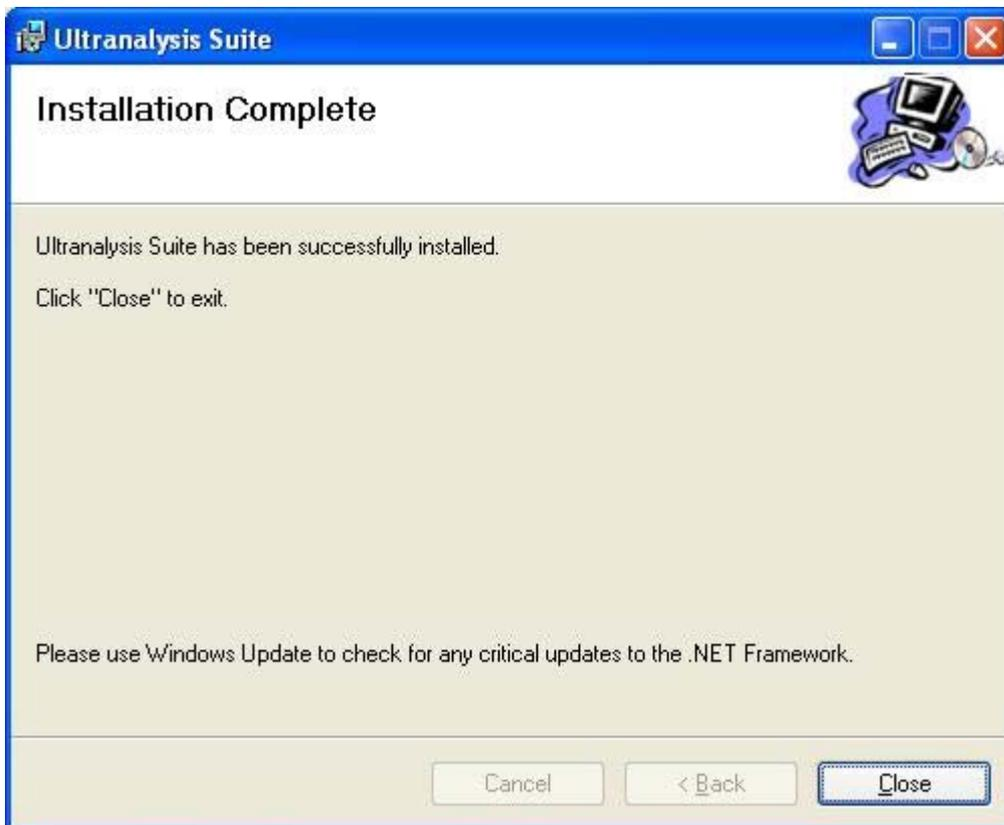 Ultranalysis Suite
Installation Complete
Ultranalysis Suite has been successfully installed.
Click "Close" to exit.
Please use Windows Update to check for any critical updates to the .NET Framework.
Cancel
< Back
Close